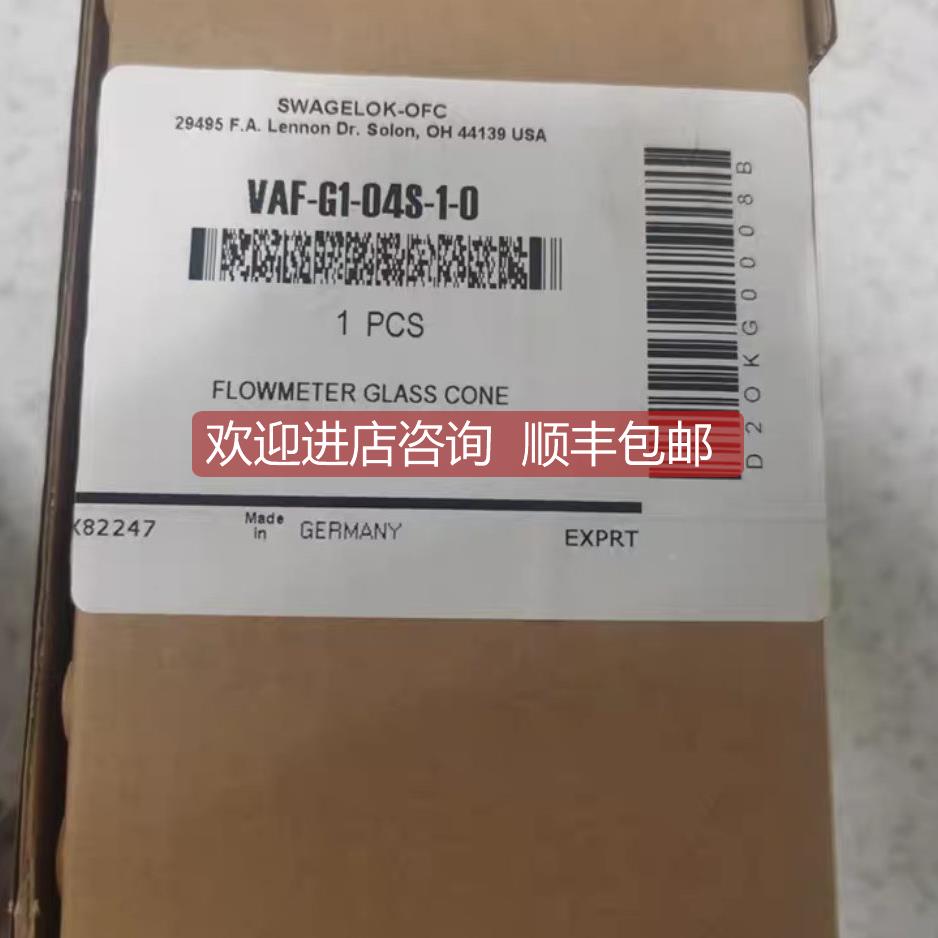 SWAGELOK-OFC
29495 F.A. Lennon Dr. Solon, OH 44139 USA
VAF-G1-04S-1-0
1 PCS
FLOWMETER GLASS CONE
欢迎进店咨询 顺丰包邮
K82247
Made in GERMANY
EXPRT
D2OKG0008B